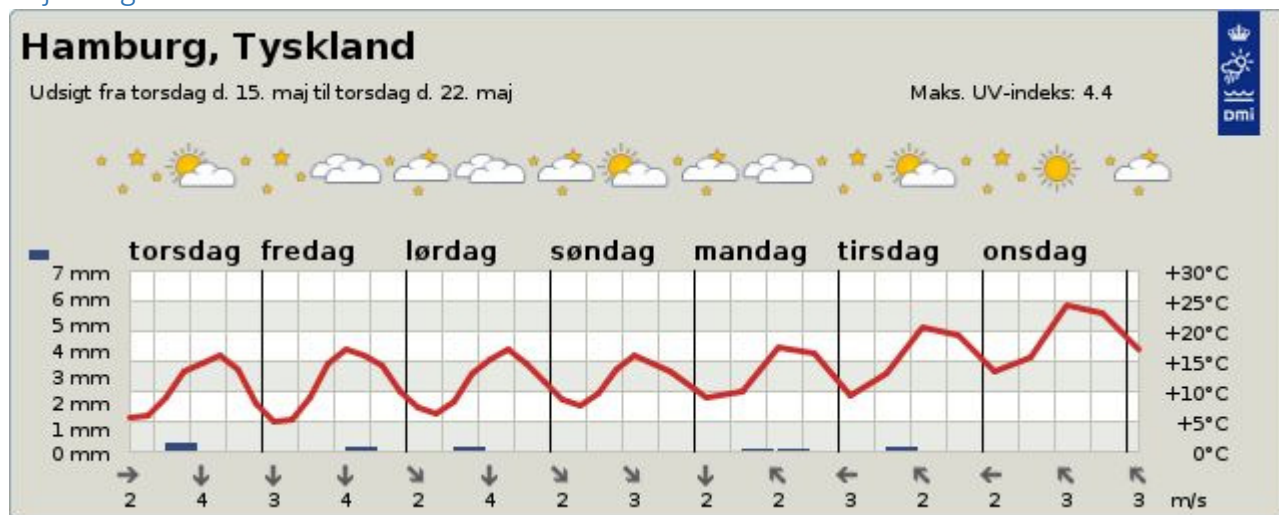 Hamburg, Tyskland
Udsigt fra torsdag d. 15. maj til torsdag d. 22. maj
Maks. UV-indeks: 4.4
DMI
torsdag fredag lørdag søndag mandag tirsdag onsdag
7 mm +30°C
6 mm +25°C
5 mm +20°C
4 mm +15°C
3 mm +10°C
2 mm +5°C
1 mm 0°C
0 mm
2 4 3 4 2 4 2 3 2 2 3 2 2 3 3 m/s